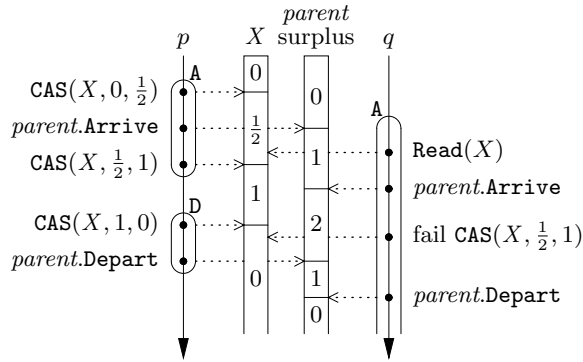 parent
p X surplus q
A
0
CAS(X, 0, 1/2)
0
A
parent.Arrive
1/2
Read(X)
CAS(X, 1/2, 1)
1
parent.Arrive
1
D
CAS(X, 1, 0)
2
fail CAS(X, 1/2, 1)
parent.Depart
0
1
parent.Depart
0